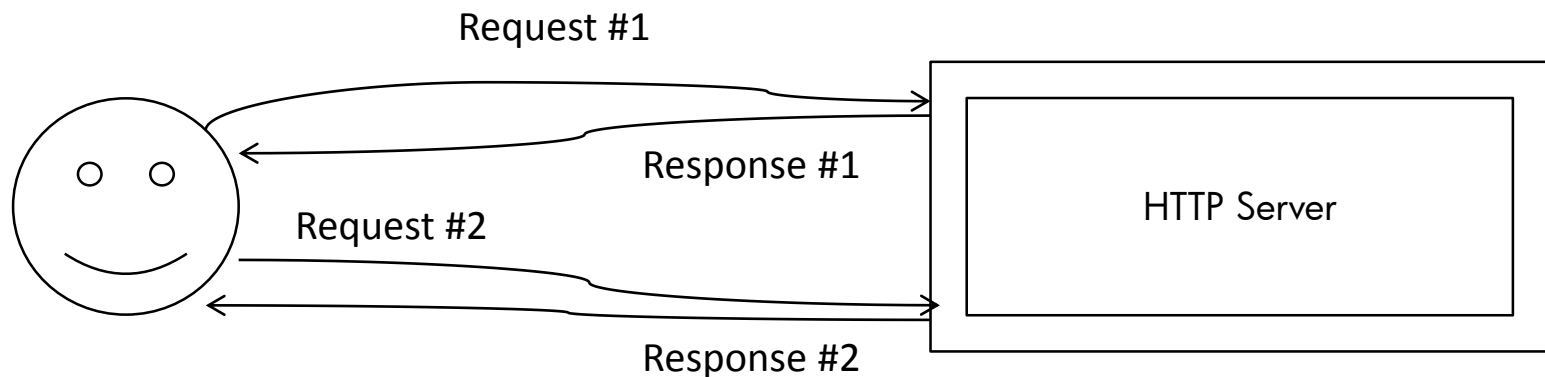 Request #1
Response #1
HTTP Server
Request #2
Response #2